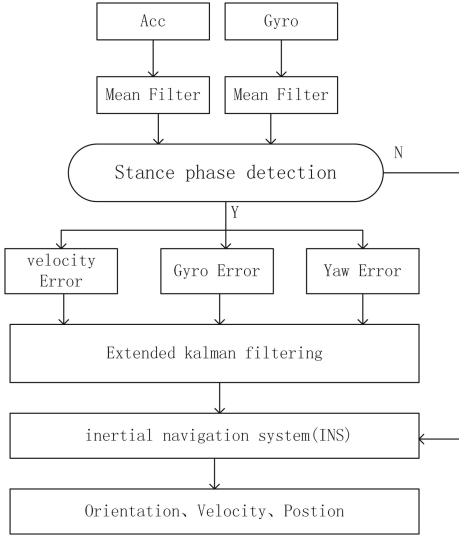 Acc
Gyro
Mean Filter
Mean Filter
Stance phase detection
N
Y
velocity
Error
Gyro Error
Yaw Error
Extended kalman filtering
inertial navigation system(INS)
Orientation、Velocity、Postion